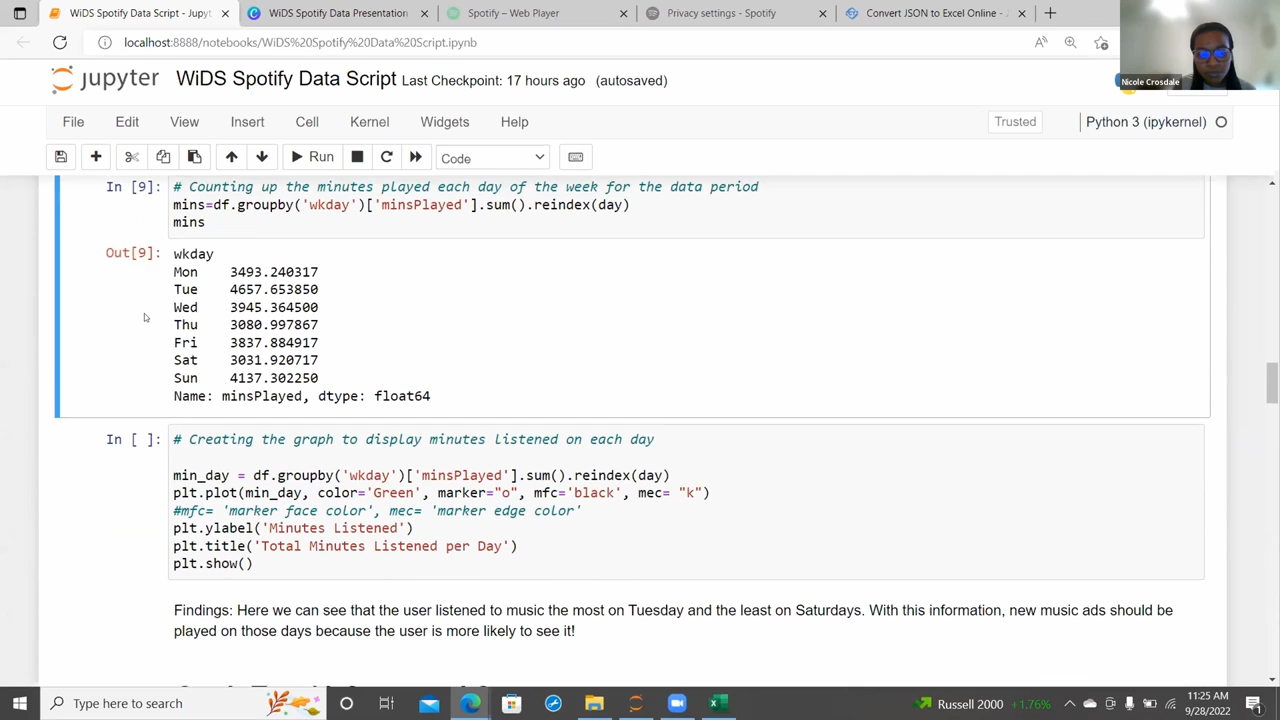 WiDS Spotify Data Script - Jupyt
WiDS Spotify Data Presentation
Spotify – Web Player
Privacy settings - Spotify
Convert JSON to Excel Online -
localhost:8888/notebooks/WiDS%20Spotify%20Data%20Script.ipynb
Nicole Crosdale
jupyter WiDS Spotify Data Script Last Checkpoint: 17 hours ago (autosaved)
File Edit View Insert Cell Kernel Widgets Help Trusted Python 3 (ipykernel)
Run Code
In [9]: # Counting up the minutes played each day of the week for the data period
mins=df.groupby('wkday')['minsPlayed'].sum().reindex(day)
mins
Out[9]: wkday
Mon 3493.240317
Tue 4657.653850
Wed 3945.364500
Thu 3080.997867
Fri 3837.884917
Sat 3031.920717
Sun 4137.302250
Name: minsPlayed, dtype: float64
In [ ]: # Creating the graph to display minutes listened on each day
min_day = df.groupby('wkday')['minsPlayed'].sum().reindex(day)
plt.plot(min_day, color='Green', marker="o", mfc='black', mec= "k")
#mfc= 'marker face color', mec= 'marker edge color'
plt.ylabel('Minutes Listened')
plt.title('Total Minutes Listened per Day')
plt.show()
Findings: Here we can see that the user listened to music the most on Tuesday and the least on Saturdays. With this information, new music ads should be
played on those days because the user is more likely to see it!
Type here to search
Russell 2000 +1.76%
11:25 AM
9/28/2022